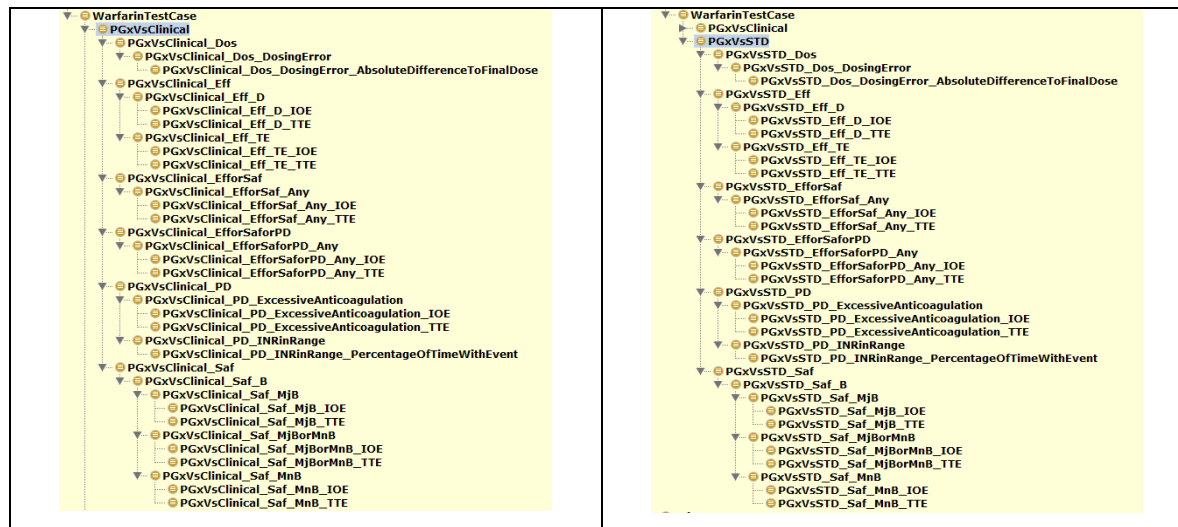 WarfarinTestCase
PGxVsClinical
PGxVsClinical_Dos
PGxVsClinical_Dos_DosingError
PGxVsClinical_Dos_DosingError_AbsoluteDifferenceToFinalDose
PGxVsClinical_Eff
PGxVsClinical_Eff_D
PGxVsClinical_Eff_D_IOE
PGxVsClinical_Eff_D_TTE
PGxVsClinical_Eff_TE
PGxVsClinical_Eff_TE_IOE
PGxVsClinical_Eff_TE_TTE
PGxVsClinical_EfforSaf
PGxVsClinical_EfforSaf_Any
PGxVsClinical_EfforSaf_Any_IOE
PGxVsClinical_EfforSaf_Any_TTE
PGxVsClinical_EfforSaforPD
PGxVsClinical_EfforSaforPD_Any
PGxVsClinical_EfforSaforPD_Any_IOE
PGxVsClinical_EfforSaforPD_Any_TTE
PGxVsClinical_PD
PGxVsClinical_PD_ExcessiveAnticoagulation
PGxVsClinical_PD_ExcessiveAnticoagulation_IOE
PGxVsClinical_PD_ExcessiveAnticoagulation_TTE
PGxVsClinical_PD_INRinRange
PGxVsClinical_PD_INRinRange_PercentageOfTimeWithEvent
PGxVsClinical_Saf
PGxVsClinical_Saf_B
PGxVsClinical_Saf_MjB
PGxVsClinical_Saf_MjB_IOE
PGxVsClinical_Saf_MjB_TTE
PGxVsClinical_Saf_MjBorMnB
PGxVsClinical_Saf_MjBorMnB_IOE
PGxVsClinical_Saf_MjBorMnB_TTE
PGxVsClinical_Saf_MnB
PGxVsClinical_Saf_MnB_IOE
PGxVsClinical_Saf_MnB_TTE
WarfarinTestCase
PGxVsClinical
PGxVsSTD
PGxVsSTD_Dos
PGxVsSTD_Dos_DosingError
PGxVsSTD_Dos_DosingError_AbsoluteDifferenceToFinalDose
PGxVsSTD_Eff
PGxVsSTD_Eff_D
PGxVsSTD_Eff_D_IOE
PGxVsSTD_Eff_D_TTE
PGxVsSTD_Eff_TE
PGxVsSTD_Eff_TE_IOE
PGxVsSTD_Eff_TE_TTE
PGxVsSTD_EfforSaf
PGxVsSTD_EfforSaf_Any
PGxVsSTD_EfforSaf_Any_IOE
PGxVsSTD_EfforSaf_Any_TTE
PGxVsSTD_EfforSaforPD
PGxVsSTD_EfforSaforPD_Any
PGxVsSTD_EfforSaforPD_Any_IOE
PGxVsSTD_EfforSaforPD_Any_TTE
PGxVsSTD_PD
PGxVsSTD_PD_ExcessiveAnticoagulation
PGxVsSTD_PD_ExcessiveAnticoagulation_IOE
PGxVsSTD_PD_ExcessiveAnticoagulation_TTE
PGxVsSTD_PD_INRinRange
PGxVsSTD_PD_INRinRange_PercentageOfTimeWithEvent
PGxVsSTD_Saf
PGxVsSTD_Saf_B
PGxVsSTD_Saf_MjB
PGxVsSTD_Saf_MjB_IOE
PGxVsSTD_Saf_MjB_TTE
PGxVsSTD_Saf_MjBorMnB
PGxVsSTD_Saf_MjBorMnB_IOE
PGxVsSTD_Saf_MjBorMnB_TTE
PGxVsSTD_Saf_MnB
PGxVsSTD_Saf_MnB_IOE
PGxVsSTD_Saf_MnB_TTE